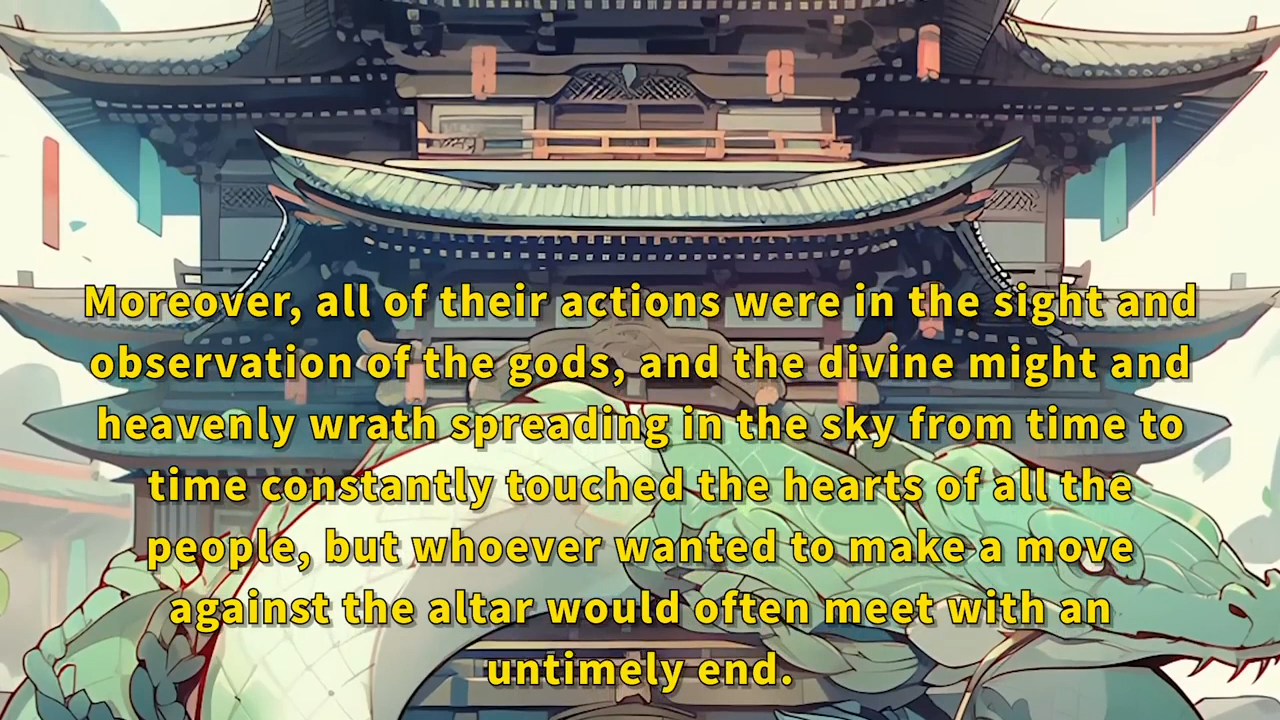 Moreover, all of their actions were in the sight and
observation of the gods, and the divine might and
heavenly wrath spreading in the sky from time to
time constantly touched the hearts of all the
people, but whoever wanted to make a move
against the altar would often meet with an
untimely end.